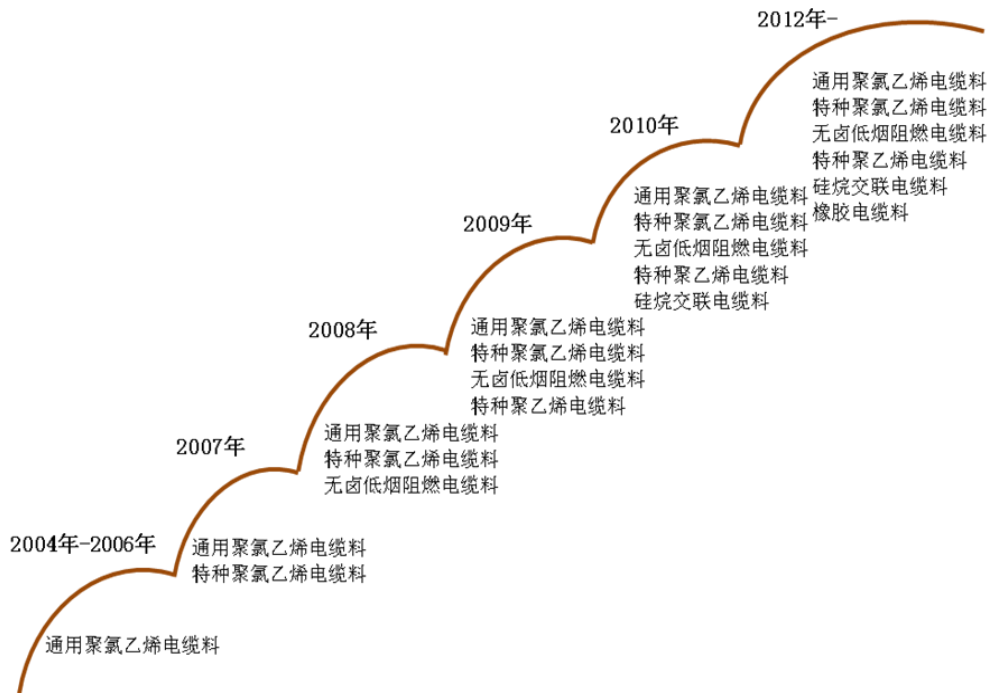 2012年-
通用聚氯乙烯电缆料
特种聚氯乙烯电缆料
无卤低烟阻燃电缆料
特种聚乙烯电缆料
硅烷交联电缆料
橡胶电缆料
2010年
通用聚氯乙烯电缆料
特种聚氯乙烯电缆料
无卤低烟阻燃电缆料
特种聚乙烯电缆料
硅烷交联电缆料
2009年
通用聚氯乙烯电缆料
特种聚氯乙烯电缆料
无卤低烟阻燃电缆料
特种聚乙烯电缆料
2008年
通用聚氯乙烯电缆料
特种聚氯乙烯电缆料
无卤低烟阻燃电缆料
2007年
通用聚氯乙烯电缆料
特种聚氯乙烯电缆料
2004年-2006年
通用聚氯乙烯电缆料